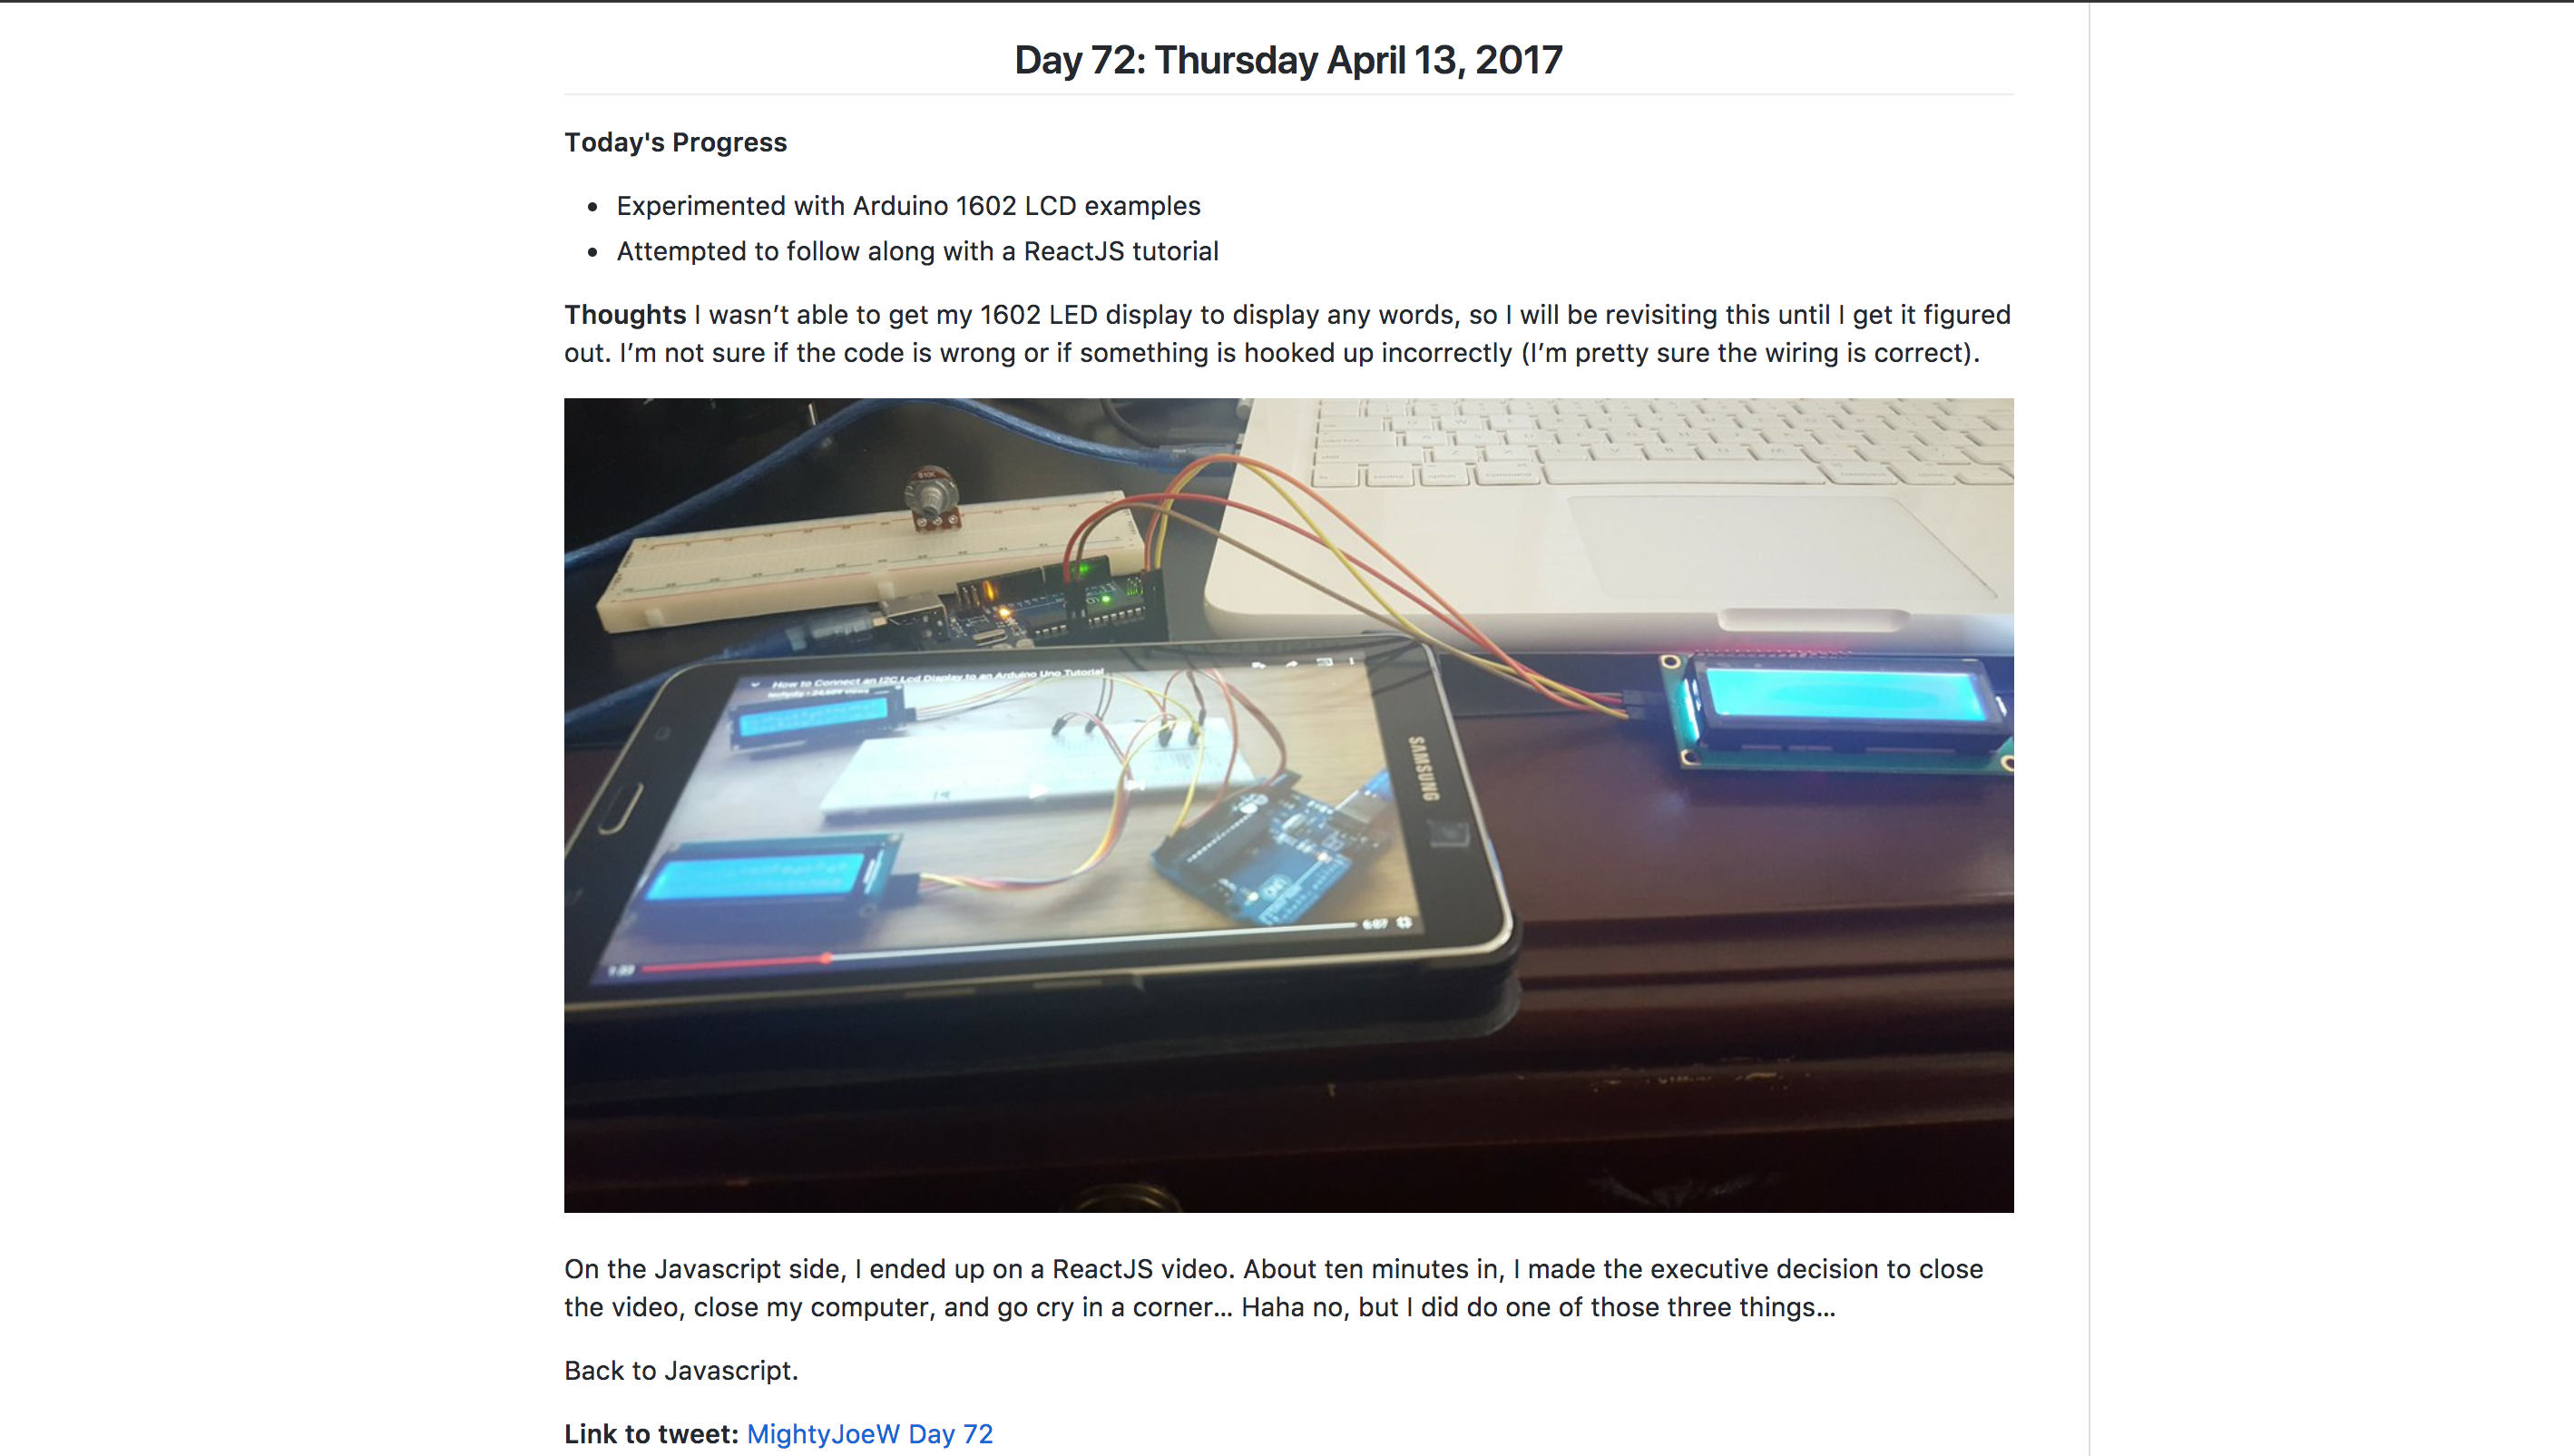 Day 72: Thursday April 13, 2017
Today's Progress
Experimented with Arduino 1602 LCD examples
Attempted to follow along with a ReactJS tutorial
Thoughts I wasn’t able to get my 1602 LED display to display any words, so I will be revisiting this until I get it figured
out. I’m not sure if the code is wrong or if something is hooked up incorrectly (I’m pretty sure the wiring is correct).
How to Connect an I2C Lcd Display to an Arduino Uno Tutorial
SAMSUNG
UNO
6:07
On the Javascript side, I ended up on a ReactJS video. About ten minutes in, I made the executive decision to close
the video, close my computer, and go cry in a corner... Haha no, but I did do one of those three things...
Back to Javascript.
Link to tweet: MightyJoeW Day 72